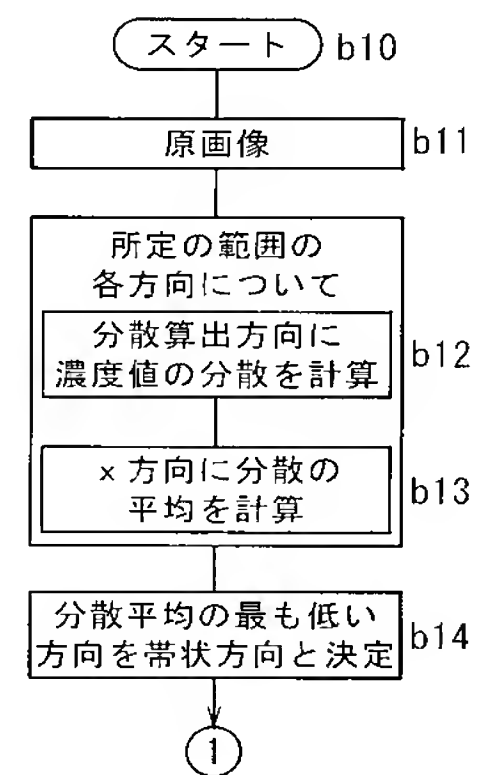 スタート b10
原画像 b11
所定の範囲の
各方向について
分散算出方向に
濃度値の分散を計算 b12
x方向に分散の
平均を計算 b13
分散平均の最も低い
方向を帯状方向と決定 b14
1